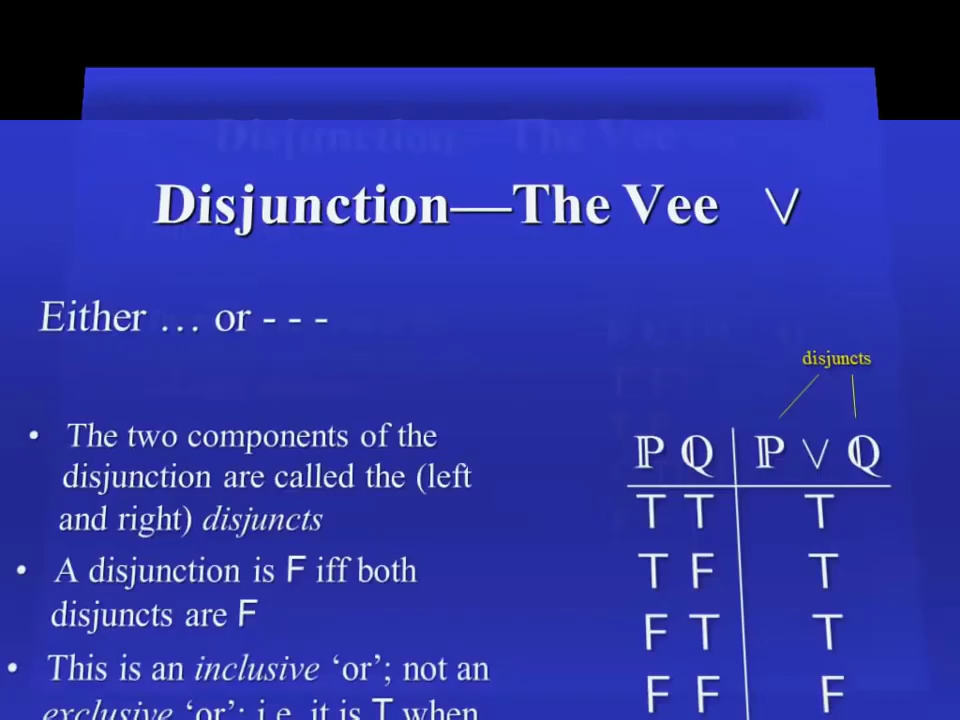 Disjunction—The Vee ∨
Either … or - - -
disjuncts
• The two components of the
disjunction are called the (left
and right) disjuncts
• A disjunction is F iff both
disjuncts are F
• This is an inclusive ‘or’; not an
exclusive ‘or’; i.e. it is T when
ℙ ℚ ℙ ∨ ℚ
T T T
T F T
F T T
F F F